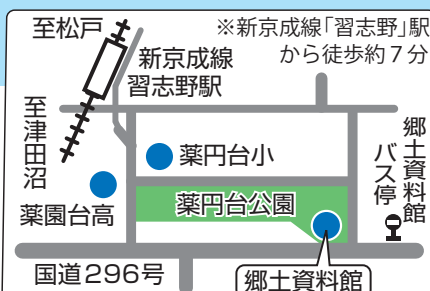 至松戸
※新京成線「習志野」駅
から徒歩約7分
新京成線
習志野駅
至津田沼
薬円台小
郷土資料館
バス停
薬園台高
薬円台公園
国道296号
郷土資料館